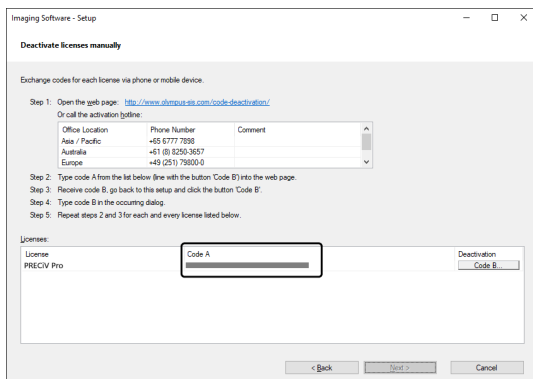 Imaging Software - Setup
Deactivate licenses manually
Exchange codes for each license via phone or mobile device.
Step 1: Open the web page: http://www.olympus-sis.com/code-deactivation/
Or call the activation hotline:
Office Location Phone Number Comment
Asia / Pacific +65 6777 7898
Australia +61 (8) 8250-3657
Europe +49 (251) 79800-0
Step 2: Type code A from the list below (line with the button 'Code B') into the web page.
Step 3: Receive code B, go back to this setup and click the button 'Code B'.
Step 4: Type code B in the occurring dialog.
Step 5: Repeat steps 2 and 3 for each and every license listed below.
Licenses:
License Code A Deactivation
PRECiV Pro Code B...
< Back Next > Cancel